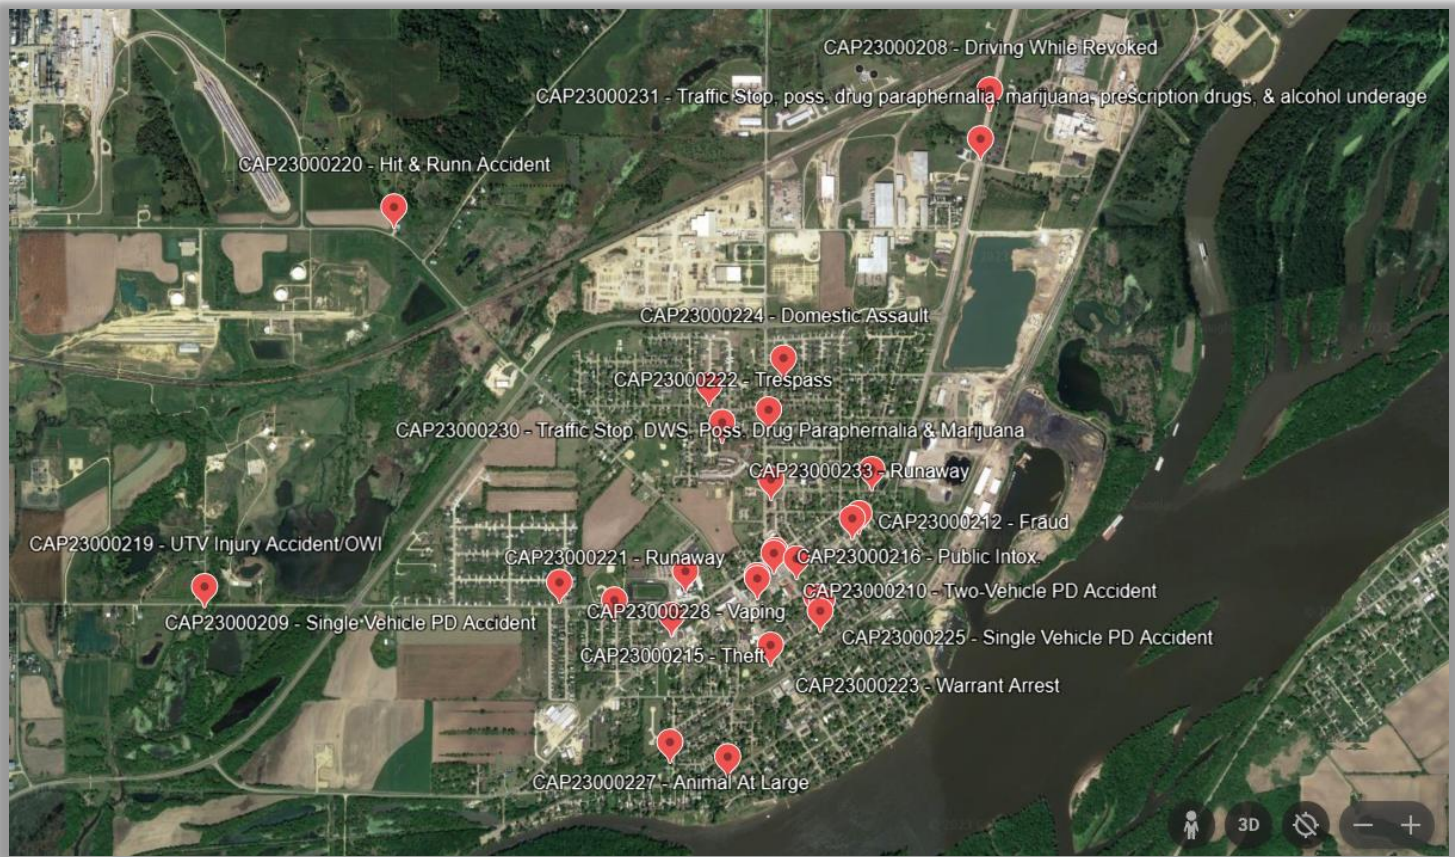 CAP23000208 - Driving While Revoked
CAP23000231 - Traffic Stop, poss. drug paraphernalia, marijuana, prescription drugs, & alcohol underage
CAP23000220 - Hit & Runn Accident
CAP23000224 - Domestic Assault
CAP23000222 - Trespass
CAP23000230 - Traffic Stop, DWS, Poss. Drug Paraphernalia & Marijuana
CAP23000233 - Runaway
CAP23000212 - Fraud
CAP23000219 - UTV Injury Accident/OWI
CAP23000221 - Runaway
CAP23000216 - Public Intox.
CAP23000210 - Two-Vehicle PD Accident
CAP23000228 - Vaping
CAP23000209 - Single Vehicle PD Accident
CAP23000225 - Single Vehicle PD Accident
CAP23000215 - Theft
CAP23000223 - Warrant Arrest
CAP23000227 - Animal At Large
3D